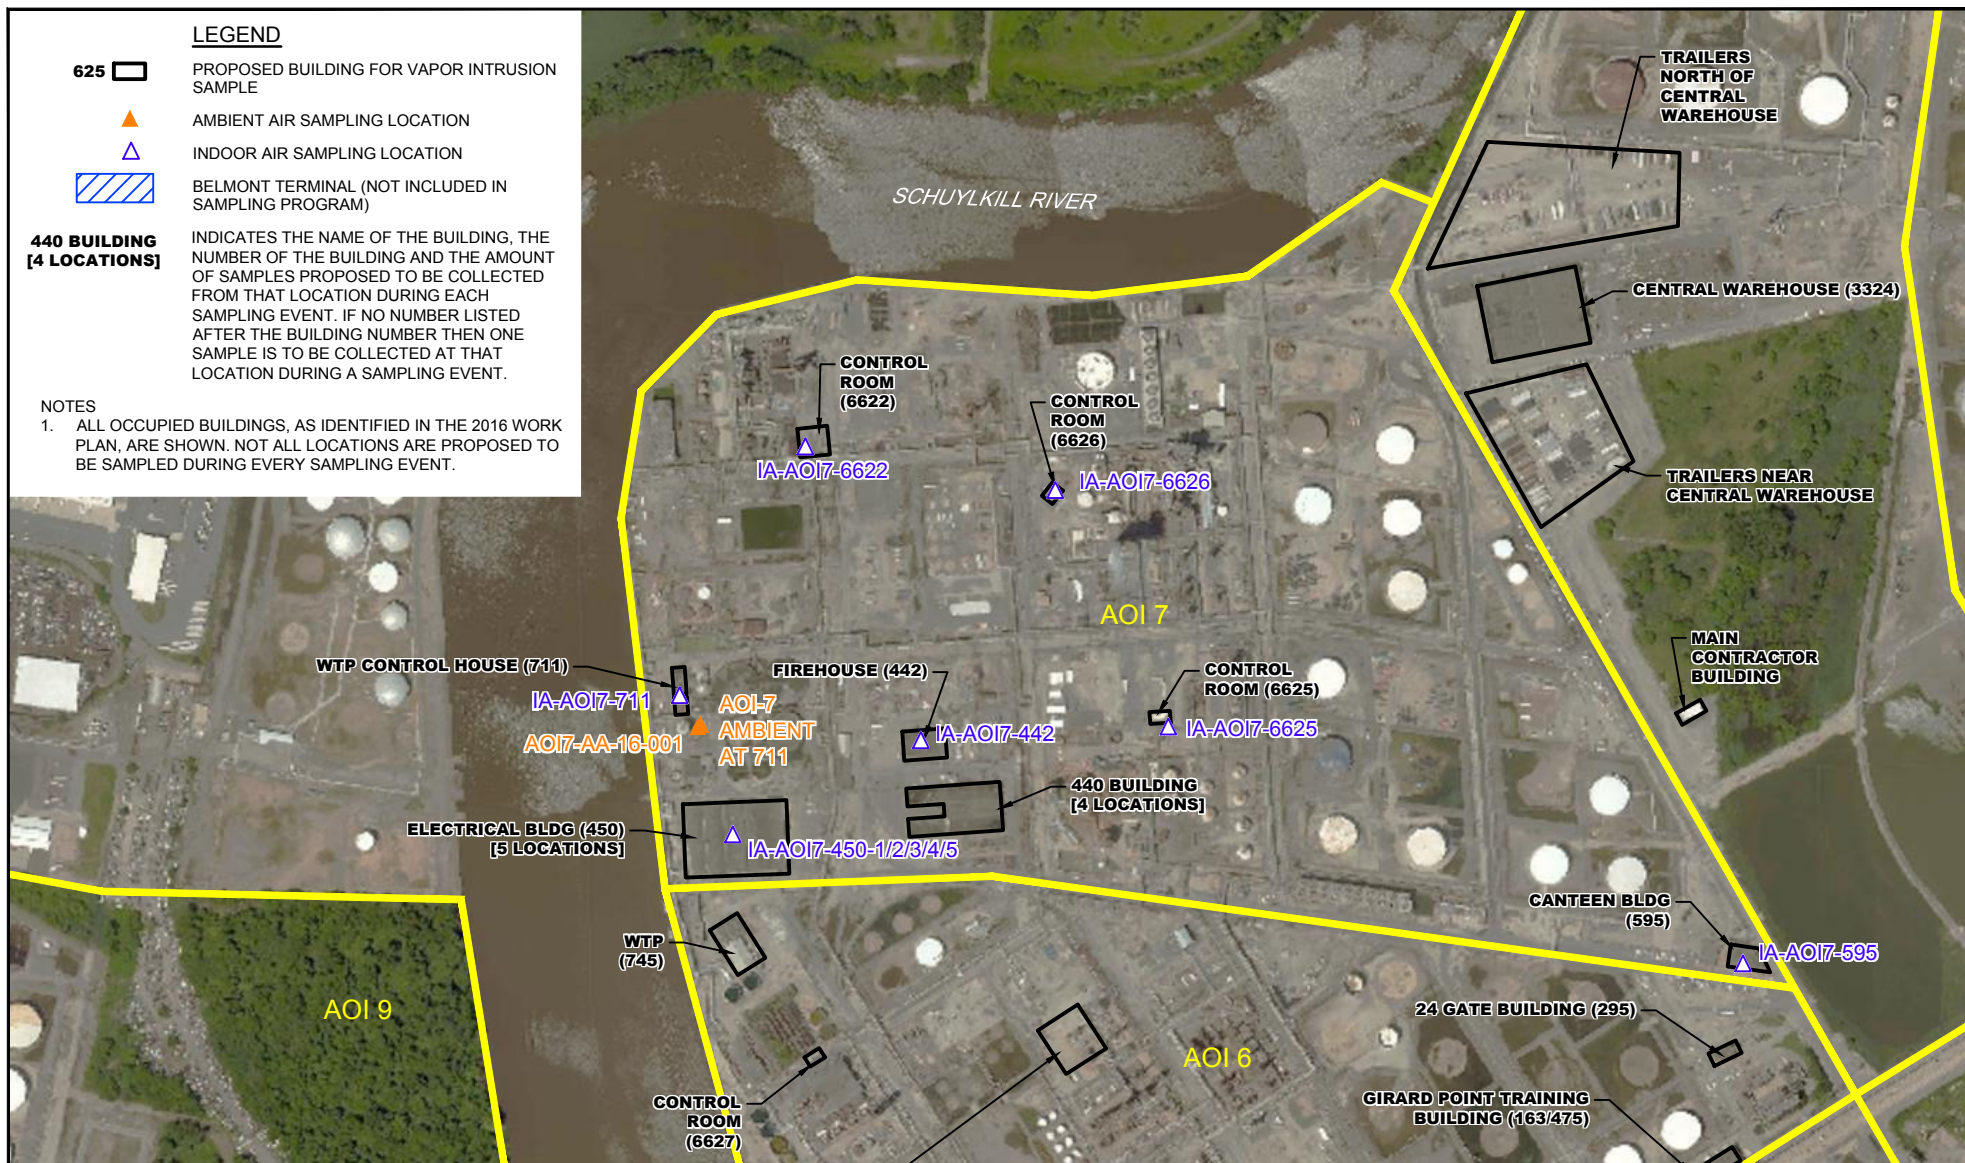 LEGEND
625
PROPOSED BUILDING FOR VAPOR INTRUSION
SAMPLE
AMBIENT AIR SAMPLING LOCATION
INDOOR AIR SAMPLING LOCATION
BELMONT TERMINAL (NOT INCLUDED IN
SAMPLING PROGRAM)
440 BUILDING
[4 LOCATIONS]
INDICATES THE NAME OF THE BUILDING, THE
NUMBER OF THE BUILDING AND THE AMOUNT
OF SAMPLES PROPOSED TO BE COLLECTED
FROM THAT LOCATION DURING EACH
SAMPLING EVENT. IF NO NUMBER LISTED
AFTER THE BUILDING NUMBER THEN ONE
SAMPLE IS TO BE COLLECTED AT THAT
LOCATION DURING A SAMPLING EVENT.
NOTES
1. ALL OCCUPIED BUILDINGS, AS IDENTIFIED IN THE 2016 WORK
PLAN, ARE SHOWN. NOT ALL LOCATIONS ARE PROPOSED TO
BE SAMPLED DURING EVERY SAMPLING EVENT.
SCHUYLKILL RIVER
TRAILERS
NORTH OF
CENTRAL
WAREHOUSE
CENTRAL WAREHOUSE (3324)
CONTROL
ROOM
(6622)
IA-AOI7-6622
CONTROL
ROOM
(6626)
IA-AOI7-6626
TRAILERS NEAR
CENTRAL WAREHOUSE
AOI 7
MAIN
CONTRACTOR
BUILDING
WTP CONTROL HOUSE (711)
IA-AOI7-711
AOI7-AA-16-001
AOI-7
AMBIENT
AT 711
FIREHOUSE (442)
IA-AOI7-442
CONTROL
ROOM (6625)
IA-AOI7-6625
440 BUILDING
[4 LOCATIONS]
ELECTRICAL BLDG (450)
[5 LOCATIONS]
IA-AOI7-450-1/2/3/4/5
CANTEEN BLDG
(595)
IA-AOI7-595
WTP
(745)
AOI 9
24 GATE BUILDING (295)
AOI 6
CONTROL
ROOM
(6627)
GIRARD POINT TRAINING
BUILDING (163/475)